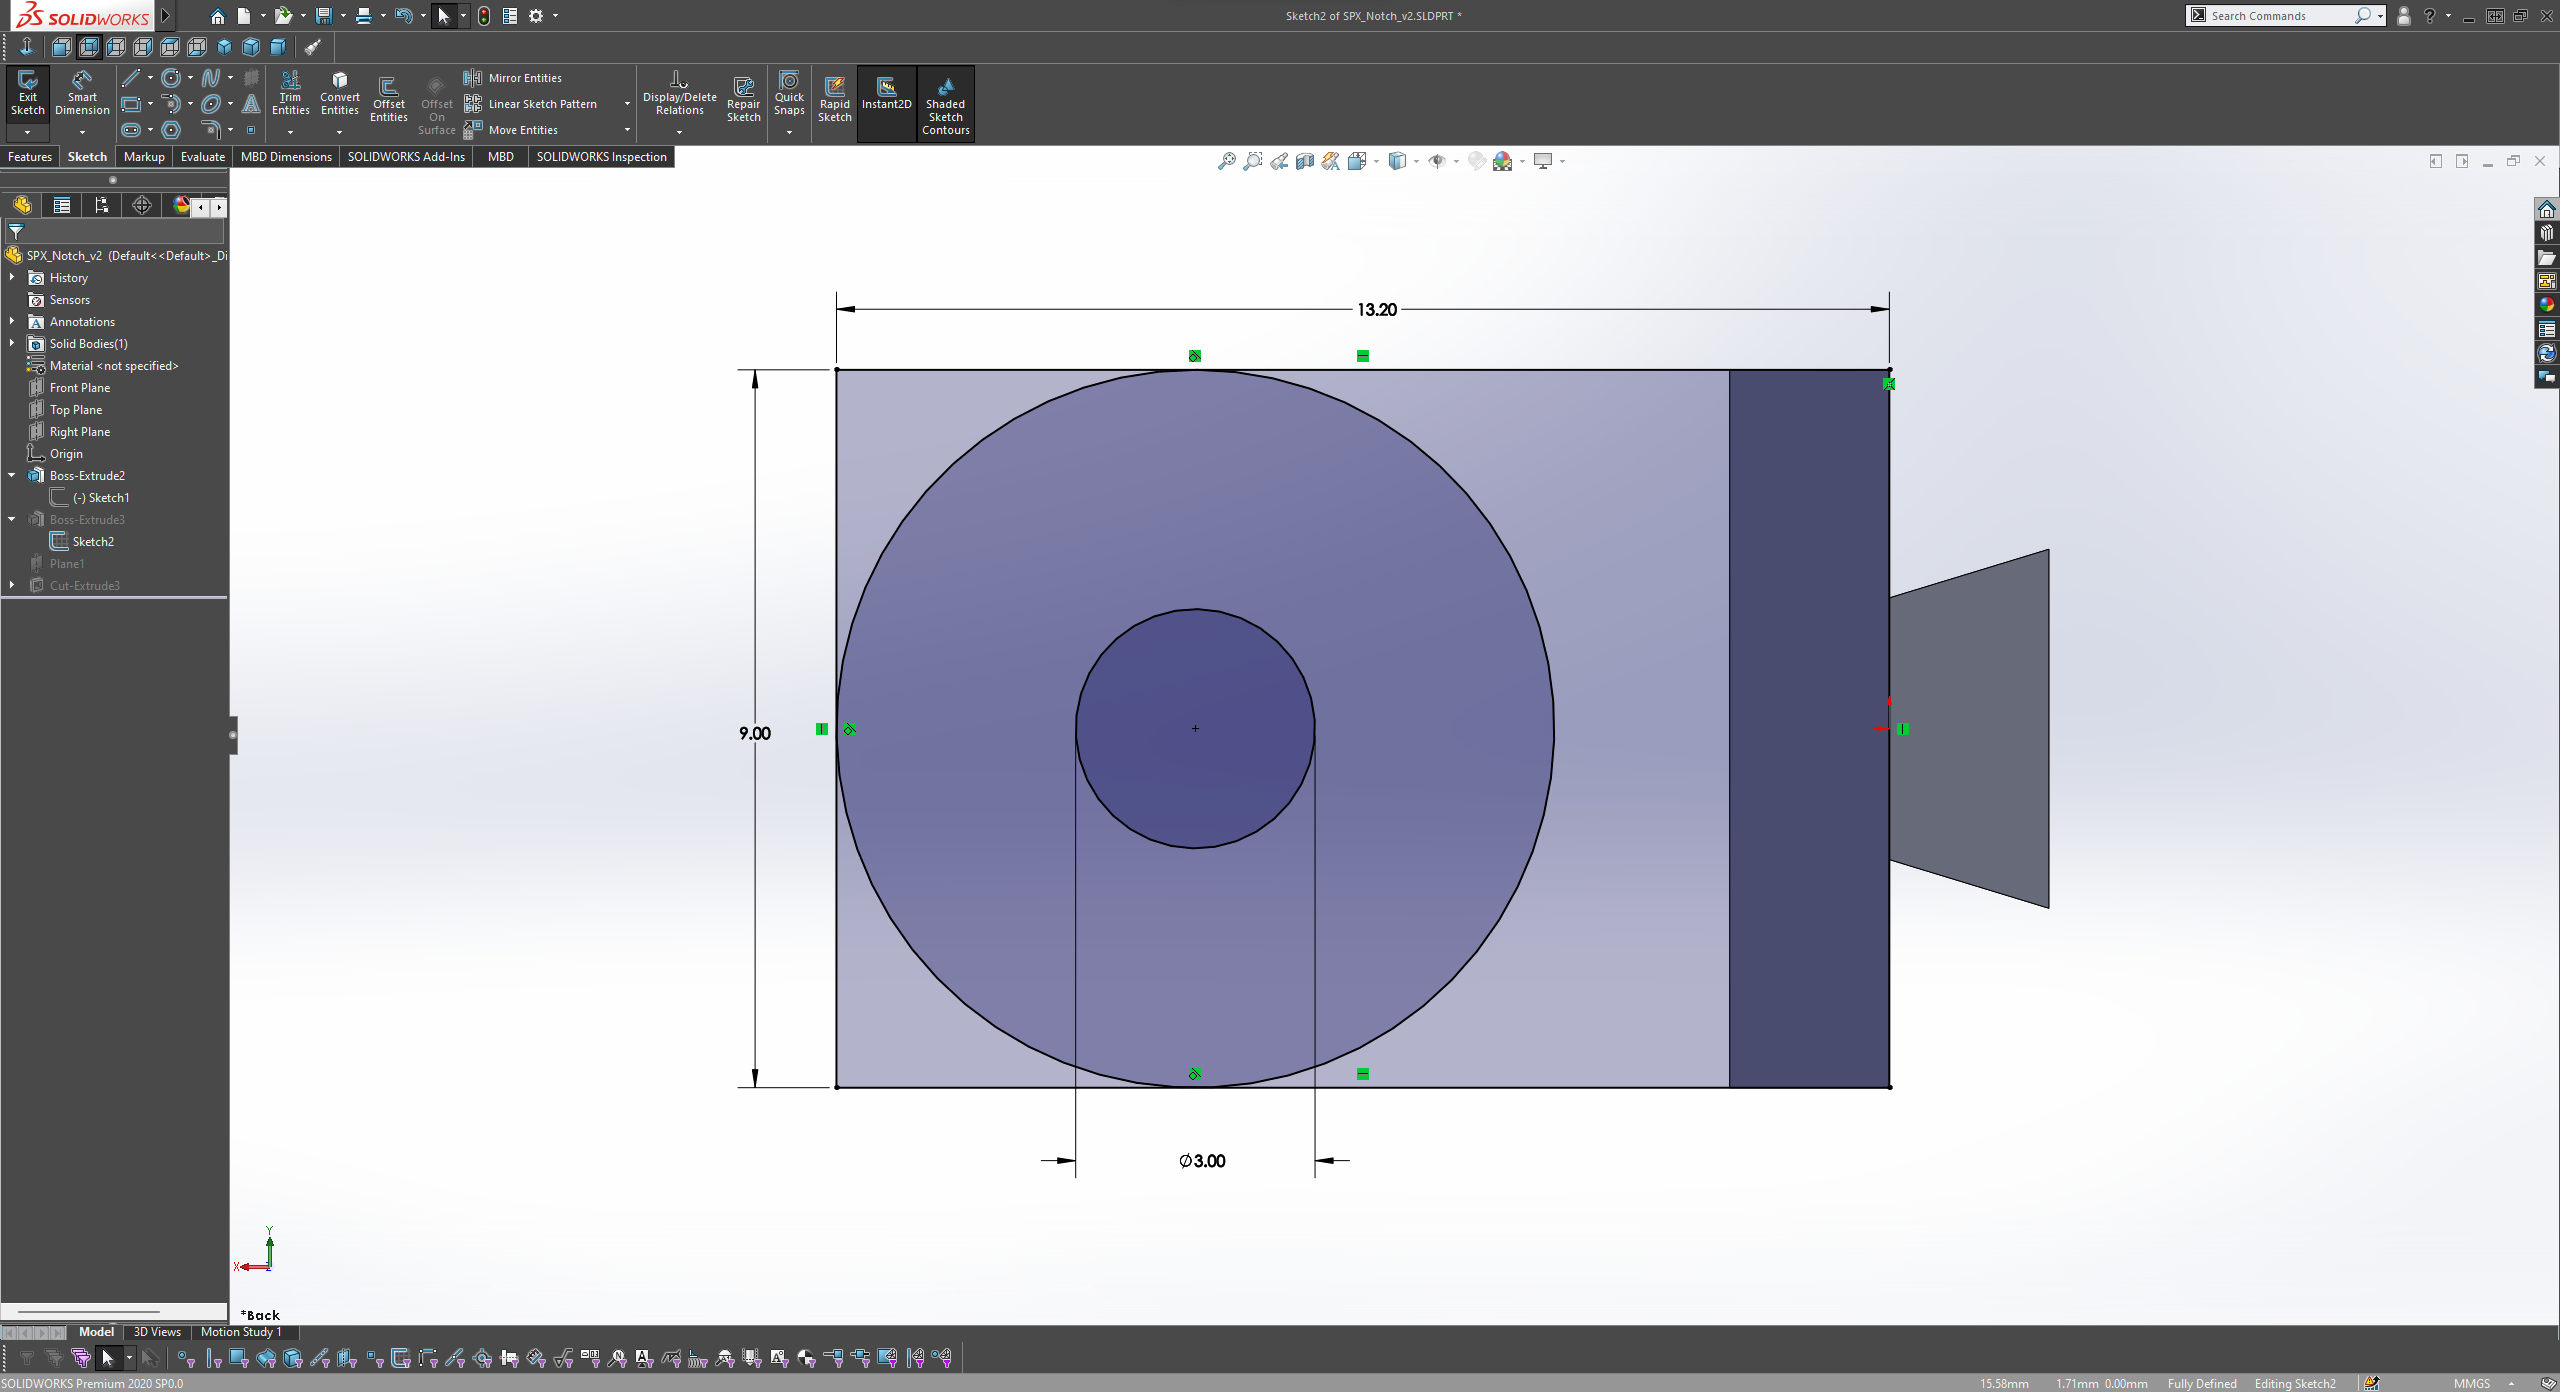 SOLIDWORKS
Sketch2 of SPX_Notch_v2.SLDPRT *
Search Commands
Exit Sketch
Smart Dimension
Trim Entities
Convert Entities
Offset Entities
Offset On Surface
Mirror Entities
Linear Sketch Pattern
Move Entities
Display/Delete Relations
Repair Sketch
Quick Snaps
Rapid Sketch
Instant2D
Shaded Sketch Contours
Features
Sketch
Markup
Evaluate
MBD Dimensions
SOLIDWORKS Add-Ins
MBD
SOLIDWORKS Inspection
SPX_Notch_v2 (Default<<Default>_Di
History
Sensors
Annotations
Solid Bodies(1)
Material <not specified>
Front Plane
Top Plane
Right Plane
Origin
Boss-Extrude2
(-) Sketch1
Boss-Extrude3
Sketch2
Plane1
Cut-Extrude3
13.20
9.00
Ø3.00
Y
X
*Back
Model
3D Views
Motion Study 1
SOLIDWORKS Premium 2020 SP0.0
15.58mm
1.71mm
0.00mm
Fully Defined
Editing Sketch2
MMGS